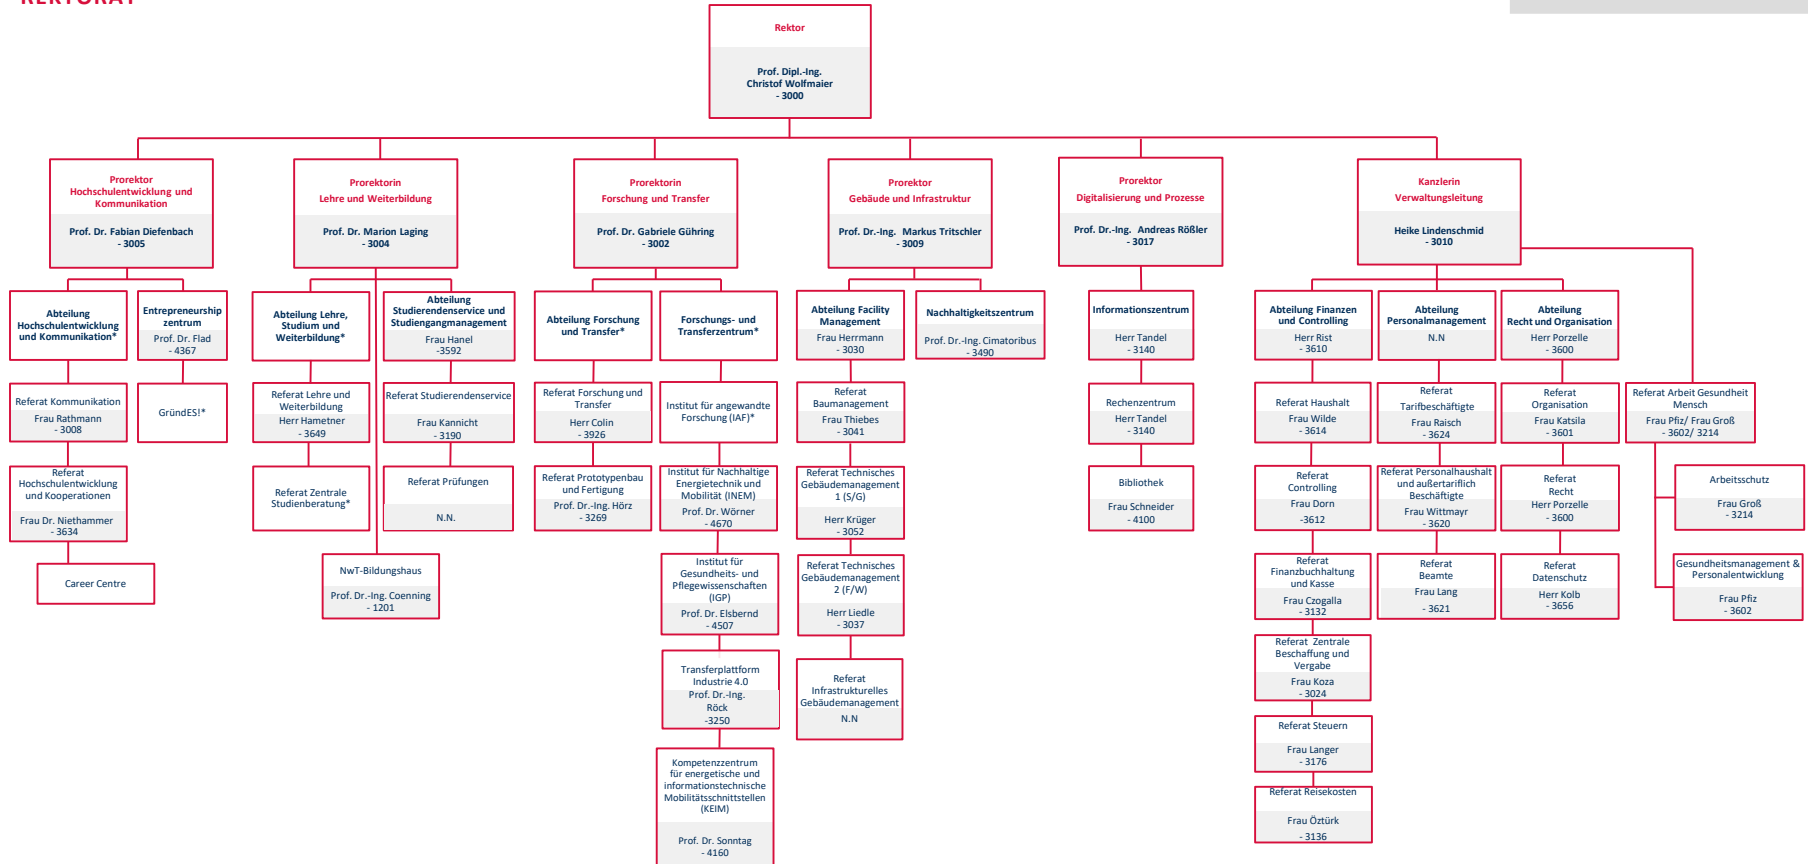 REKTORAT
Rektor
Prof. Dipl.-Ing.
Christof Wolfmaier
- 3000
Prorektor
Hochschulentwicklung und
Kommunikation
Prof. Dr. Fabian Diefenbach
- 3005
Prorektorin
Lehre und Weiterbildung
Prof. Dr. Marion Laging
- 3004
Prorektorin
Forschung und Transfer
Prof. Dr. Gabriele Gühring
- 3002
Prorektor
Gebäude und Infrastruktur
Prof. Dr.-Ing. Markus Tritschler
- 3009
Prorektor
Digitalisierung und Prozesse
Prof. Dr.-Ing. Andreas Rößler
- 3017
Kanzlerin
Verwaltungsleitung
Heike Lindenschmid
- 3010
Abteilung
Hochschulentwicklung
und Kommunikation*
Entrepreneurship
zentrum
Prof. Dr. Flad
- 4367
Referat Kommunikation
Frau Rathmann
- 3008
GründES!*
Referat
Hochschulentwicklung
und Kooperationen
Frau Dr. Niethammer
- 3634
Career Centre
Abteilung Lehre,
Studium und
Weiterbildung*
Abteilung
Studierendenservice und
Studiengangmanagement
Frau Hanel
-3592
Referat Lehre und
Weiterbildung
Herr Hametner
- 3649
Referat Studierendenservice
Frau Kannicht
- 3190
Referat Zentrale
Studienberatung*
Referat Prüfungen
N.N.
NwT-Bildungshaus
Prof. Dr.-Ing. Coenning
- 1201
Abteilung Forschung
und Transfer*
Forschungs- und
Transferzentrum*
Referat Forschung und
Transfer
Herr Colin
- 3926
Institut für angewandte
Forschung (IAF)*
Referat Prototypenbau
und Fertigung
Prof. Dr.-Ing. Hörz
- 3269
Institut für Nachhaltige
Energietechnik und
Mobilität (INEM)
Prof. Dr. Wörner
- 4670
Institut für
Gesundheits- und
Pflegewissenschaften
(IGP)
Prof. Dr. Elsbernd
- 4507
Transferplattform
Industrie 4.0
Prof. Dr.-Ing.
Röck
-3250
Kompetenzzentrum
für energetische und
informationstechnische
Mobilitätsschnittstellen
(KEIM)
Prof. Dr. Sonntag
- 4160
Abteilung Facility
Management
Frau Herrmann
- 3030
Nachhaltigkeitszentrum
Prof. Dr.-Ing. Cimatoribus
- 3490
Referat
Baumanagement
Frau Thiebes
- 3041
Referat Technisches
Gebäudemanagement
1 (S/G)
Herr Krüger
- 3052
Referat Technisches
Gebäudemanagement
2 (F/W)
Herr Liedle
- 3037
Referat
Infrastrukturelles
Gebäudemanagement
N.N
Informationszentrum
Herr Tandel
- 3140
Rechenzentrum
Herr Tandel
- 3140
Bibliothek
Frau Schneider
- 4100
Abteilung Finanzen
und Controlling
Herr Rist
- 3610
Abteilung
Personalmanagement
N.N
Abteilung
Recht und Organisation
Herr Porzelle
- 3600
Referat Haushalt
Frau Wilde
- 3614
Referat
Tarifbeschäftigte
Frau Raisch
- 3624
Referat
Organisation
Frau Katsila
- 3601
Referat Arbeit Gesundheit
Mensch
Frau Pfiz/ Frau Groß
- 3602/ 3214
Referat
Controlling
Frau Dorn
-3612
Referat Personalhaushalt
und außertariflich
Beschäftigte
Frau Wittmayr
- 3620
Referat
Recht
Herr Porzelle
- 3600
Arbeitsschutz
Frau Groß
- 3214
Referat
Finanzbuchhaltung
und Kasse
Frau Czogalla
- 3132
Referat
Beamte
Frau Lang
- 3621
Referat
Datenschutz
Herr Kolb
- 3656
Gesundheitsmanagement &
Personalentwicklung
Frau Pfiz
- 3602
Referat Zentrale
Beschaffung und
Vergabe
Frau Koza
- 3024
Referat Steuern
Frau Langer
- 3176
Referat Reisekosten
Frau Öztürk
- 3136